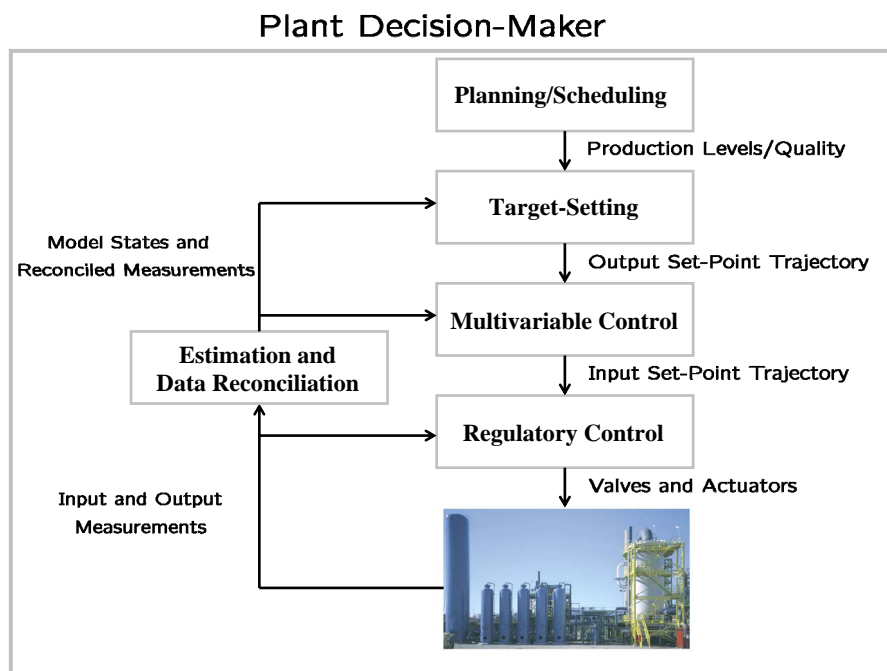 Plant Decision-Maker
Planning/Scheduling
Production Levels/Quality
Target-Setting
Model States and
Reconciled Measurements
Output Set-Point Trajectory
Multivariable Control
Estimation and
Data Reconciliation
Input Set-Point Trajectory
Regulatory Control
Input and Output
Measurements
Valves and Actuators